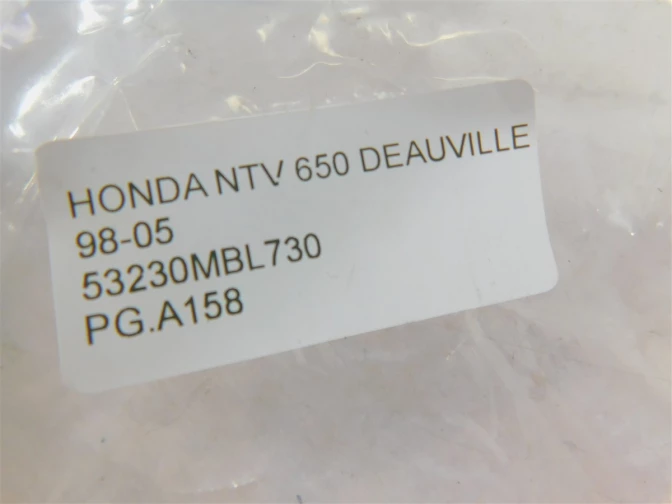 HONDA NTV 650 DEAUVILLE
98-05
53230MBL730
PG.A158